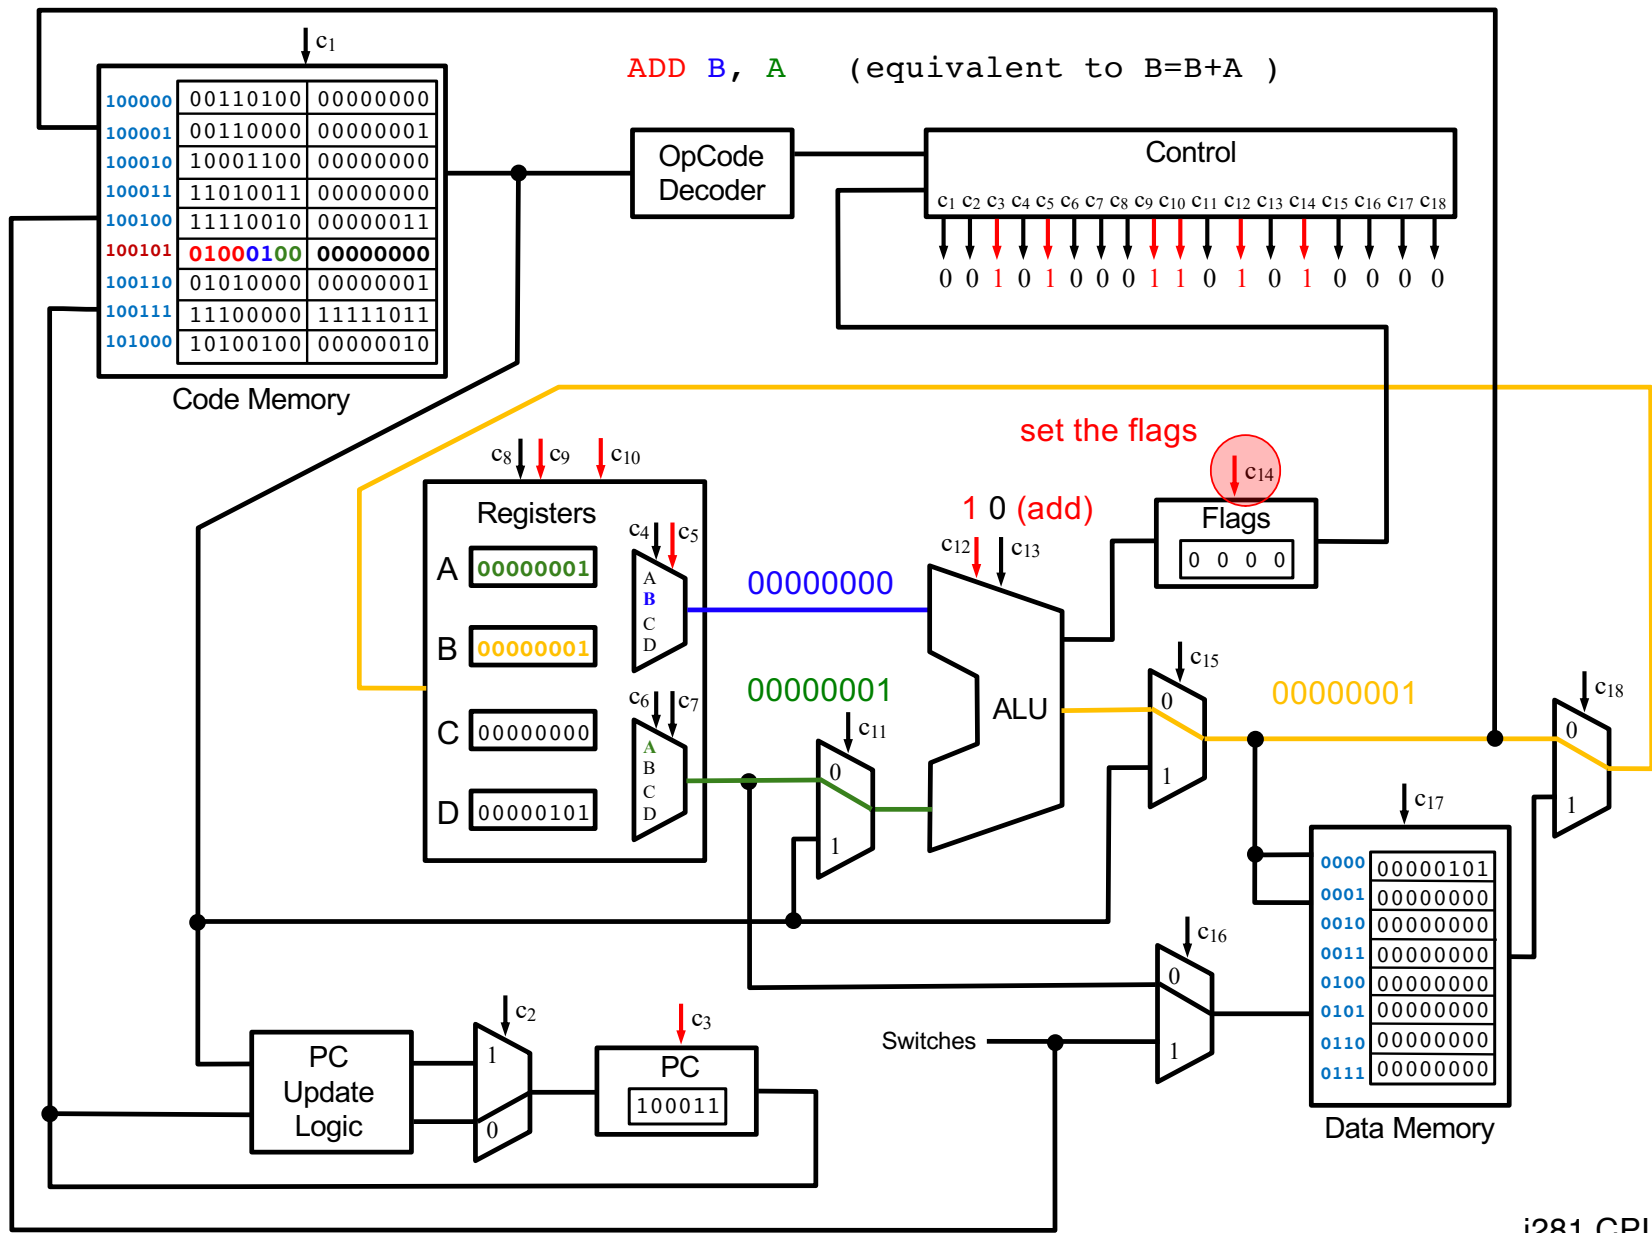 c1
ADD B, A (equivalent to B=B+A )
100000 00110100 00000000
100001 00110000 00000001
100010 10001100 00000000
100011 11010011 00000000
100100 11110010 00000011
100101 01000100 00000000
100110 01010000 00000001
100111 11100000 11111011
101000 10100100 00000010
Code Memory
OpCode
Decoder
Control
c1 c2 c3 c4 c5 c6 c7 c8 c9 c10 c11 c12 c13 c14 c15 c16 c17 c18
0 0 1 0 1 0 0 0 1 1 0 1 0 1 0 0 0 0
set the flags
c14
Flags
0 0 0 0
c8 c9 c10
Registers
A 00000001
B 00000001
C 00000000
D 00000101
c4 c5
A
B
C
D
c6 c7
A
B
C
D
00000000
00000001
c11
0
1
1 0 (add)
c12 c13
ALU
c15
0
1
00000001
c18
0
1
c17
0000 00000101
0001 00000000
0010 00000000
0011 00000000
0100 00000000
0101 00000000
0110 00000000
0111 00000000
Data Memory
c16
0
1
Switches
PC
Update
Logic
c2
1
0
c3
PC
100011
i281 CPU